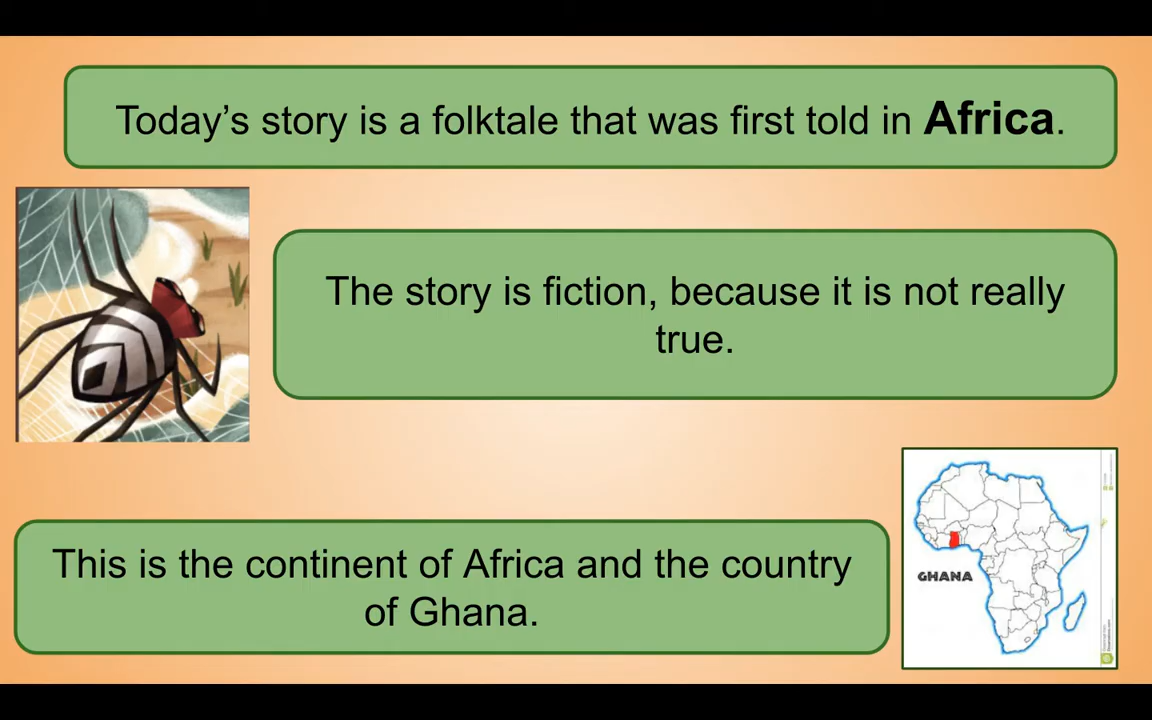 Today’s story is a folktale that was first told in Africa.
The story is fiction, because it is not really
true.
This is the continent of Africa and the country
of Ghana.
GHANA